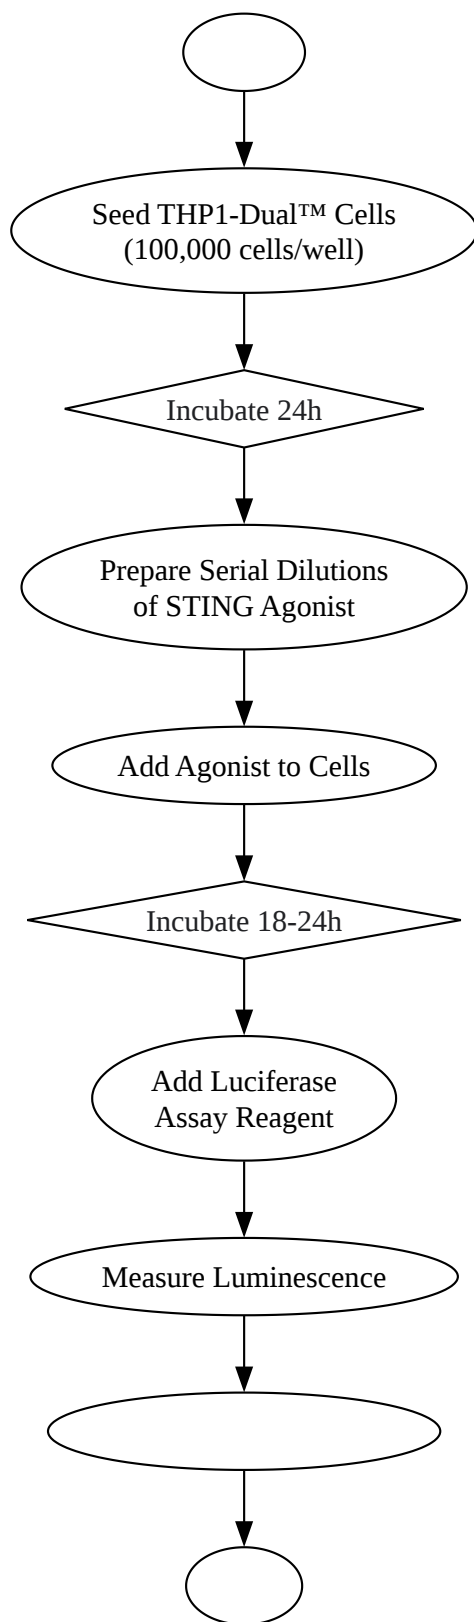 Seed THP1-Dual™ Cells
(100,000 cells/well)
Incubate 24h
Prepare Serial Dilutions
of STING Agonist
Add Agonist to Cells
Incubate 18-24h
Add Luciferase
Assay Reagent
Measure Luminescence